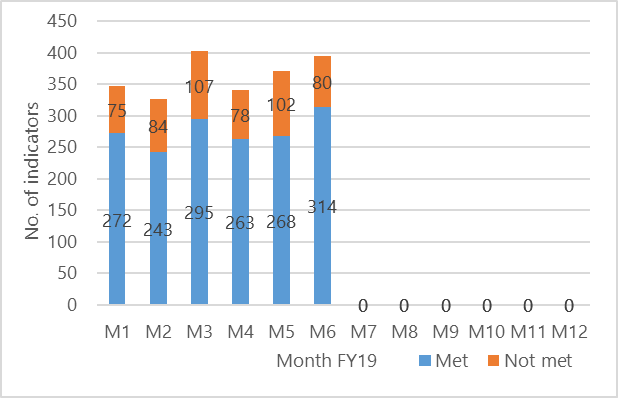 450
400
350
300
250
200
150
100
50
0
No. of indicators
75 84 107 78 102 80
272 243 295 263 268 314
0 0 0 0 0 0
M1 M2 M3 M4 M5 M6 M7 M8 M9 M10 M11 M12
Month FY19 Met Not met